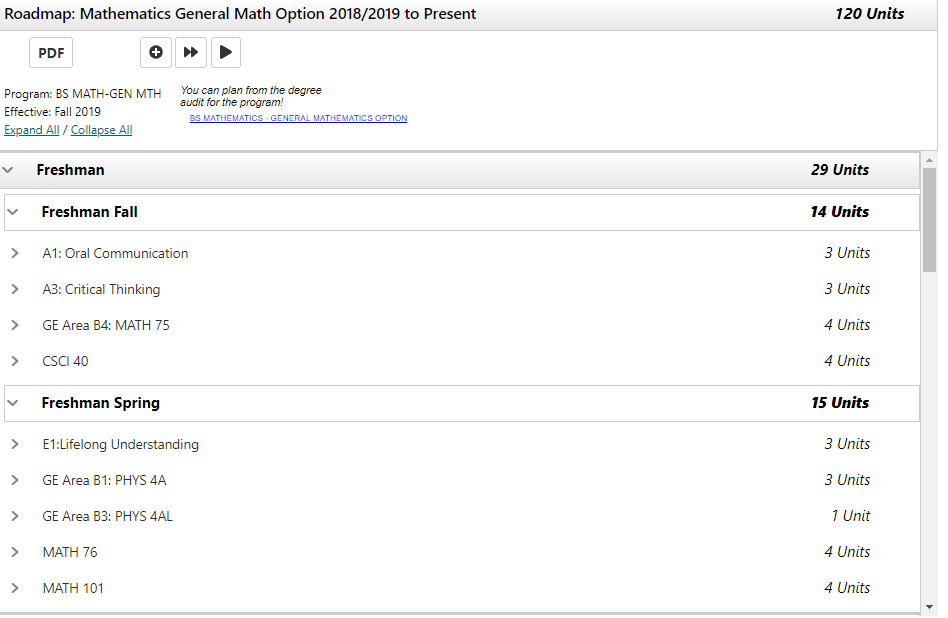 Roadmap: Mathematics General Math Option 2018/2019 to Present 120 Units
PDF
Program: BS MATH-GEN MTH
Effective: Fall 2019
Expand All / Collapse All
You can plan from the degree
audit for the program!
BS MATHEMATICS - GENERAL MATHEMATICS OPTION
Freshman 29 Units
Freshman Fall 14 Units
A1: Oral Communication 3 Units
A3: Critical Thinking 3 Units
GE Area B4: MATH 75 4 Units
CSCI 40 4 Units
Freshman Spring 15 Units
E1:Lifelong Understanding 3 Units
GE Area B1: PHYS 4A 3 Units
GE Area B3: PHYS 4AL 1 Unit
MATH 76 4 Units
MATH 101 4 Units